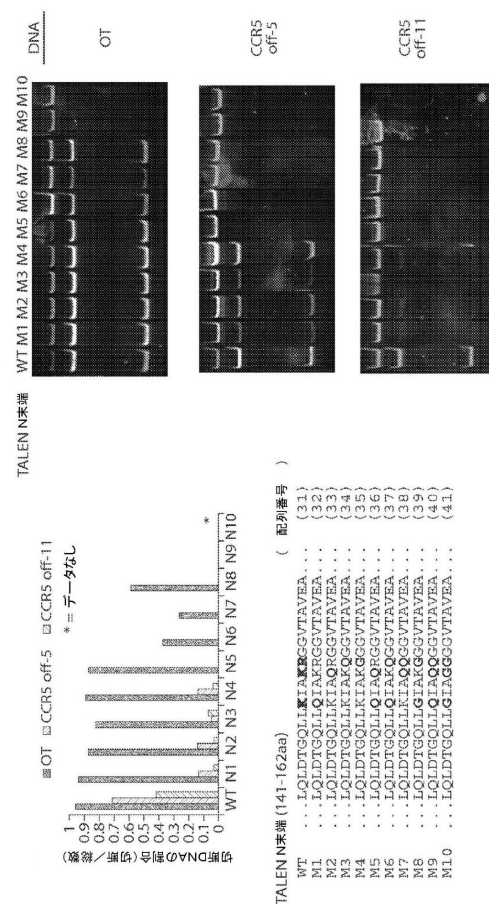 TALEN N末端 WT M1 M2 M3 M4 M5 M6 M7 M8 M9 M10 DNA
OT
CCR5
off-5
CCR5
off-11
OT CCR5 off-5 CCR5 off-11
* = データなし
切断DNAの割合(切断/総数)
1
0.9
0.8
0.7
0.6
0.5
0.4
0.3
0.2
0.1
0
*
WT N1 N2 N3 N4 N5 N6 N7 N8 N9 N10
TALEN N末端 (141-162aa) ( 配列番号 )
WT ...LQLDTGQLLKIAKRGGVTAVEA... (31)
M1 ...LQLDTGQLLQIAKRGGVTAVEA... (32)
M2 ...LQLDTGQLLKIAQRGGVTAVEA... (33)
M3 ...LQLDTGQLLKIAKQGGVTAVEA... (34)
M4 ...LQLDTGQLLKIAKGGGVTAVEA... (35)
M5 ...LQLDTGQLLQIAQRGGVTAVEA... (36)
M6 ...LQLDTGQLLQIAKQGGVTAVEA... (37)
M7 ...LQLDTGQLLKIAQQGGVTAVEA... (38)
M8 ...LQLDTGQLLGIAKGGGVTAVEA... (39)
M9 ...LQLDTGQLLQIAQQGGVTAVEA... (40)
M10 ...LQLDTGQLLGIAGGGGVTAVEA... (41)